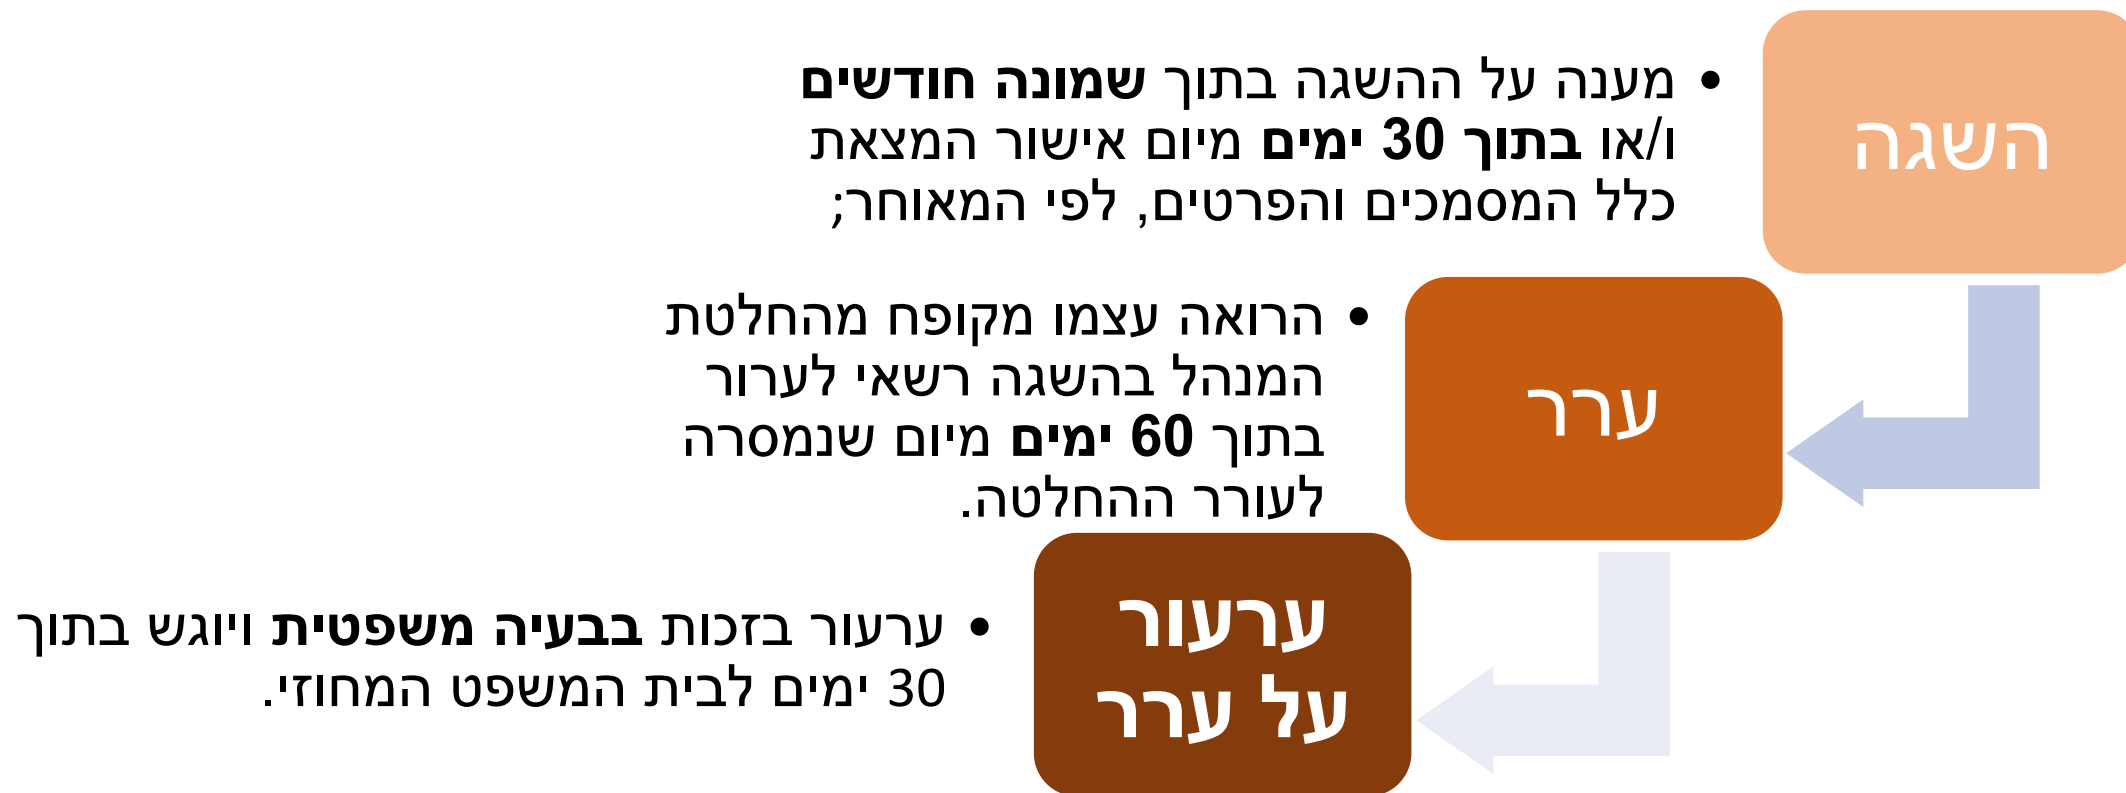 השגה
• מענה על ההשגה בתוך שמונה חודשים
ו/או בתוך 30 ימים מיום אישור המצאת
כלל המסמכים והפרטים, לפי המאוחר;
ערר
• הרואה עצמו מקופח מהחלטת
המנהל בהשגה רשאי לערור
בתוך 60 ימים מיום שנמסרה
לעורר ההחלטה.
ערעור
על ערר
• ערעור בזכות בבעיה משפטית ויוגש בתוך
30 ימים לבית המשפט המחוזי.